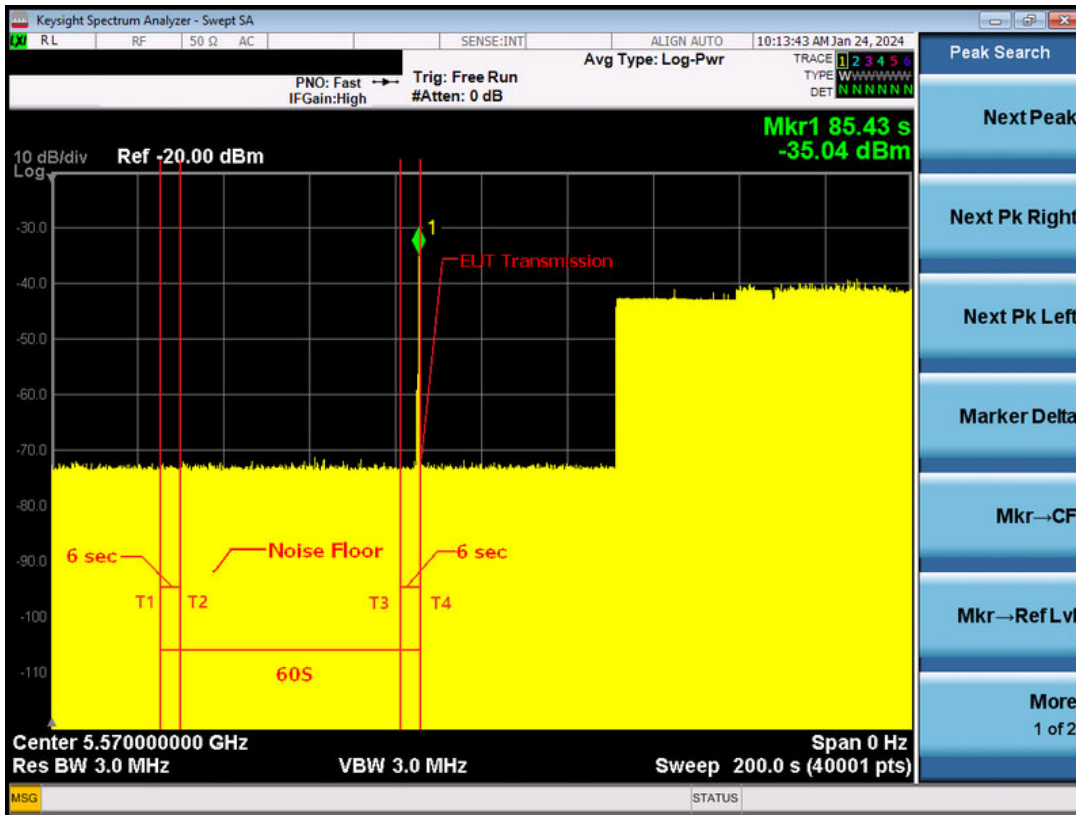 Keysight Spectrum Analyzer - Swept SA
LXI RL RF 50 Ω AC SENSE:INT ALIGN AUTO 10:13:43 AM Jan 24, 2024
PNO: Fast
IFGain:High
Trig: Free Run
#Atten: 0 dB
Avg Type: Log-Pwr
TRACE 1 2 3 4 5 6
TYPE WWWWWWW
DET N N N N N N
Mkr1 85.43 s
-35.04 dBm
10 dB/div Ref -20.00 dBm
Log
-30.0
1
EUT Transmission
-40.0
-50.0
-60.0
-70.0
-80.0
-90.0
6 sec
Noise Floor
6 sec
T1 T2 T3 T4
-100
60S
-110
Center 5.570000000 GHz Span 0 Hz
Res BW 3.0 MHz VBW 3.0 MHz Sweep 200.0 s (40001 pts)
MSG STATUS
Peak Search
Next Peak
Next Pk Right
Next Pk Left
Marker Delta
Mkr→CF
Mkr→Ref Lvl
More
1 of 2